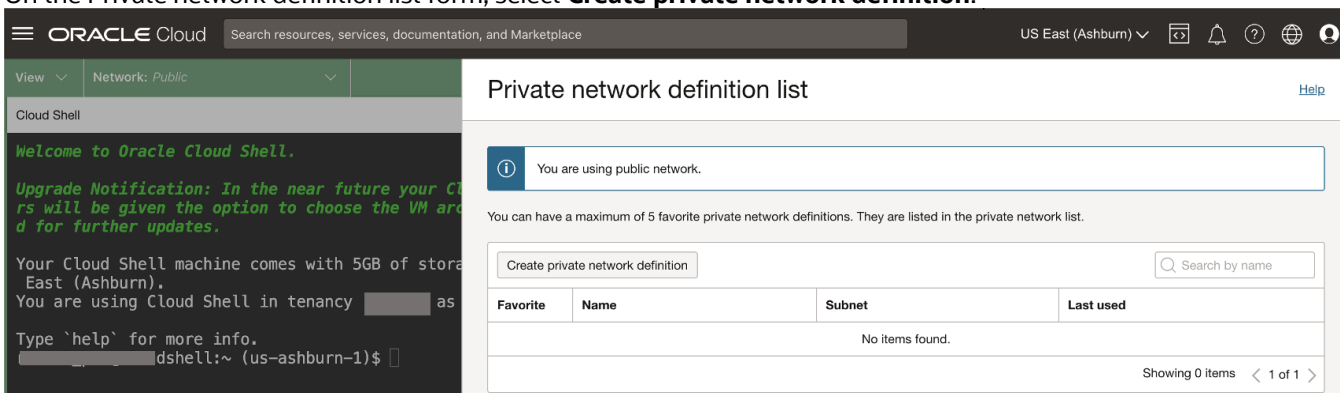 On the Private network definition list form, select Create private network definition.
ORACLE Cloud
Search resources, services, documentation, and Marketplace
US East (Ashburn)
View
Network: Public
Cloud Shell
Welcome to Oracle Cloud Shell.
Upgrade Notification: In the near future your Cl
rs will be given the option to choose the VM arc
d for further updates.
Your Cloud Shell machine comes with 5GB of stora
East (Ashburn).
You are using Cloud Shell in tenancy as
Type `help` for more info.
dshell:~ (us-ashburn-1)$
Private network definition list
Help
You are using public network.
You can have a maximum of 5 favorite private network definitions. They are listed in the private network list.
Create private network definition
Search by name
Favorite Name Subnet Last used
No items found.
Showing 0 items 1 of 1